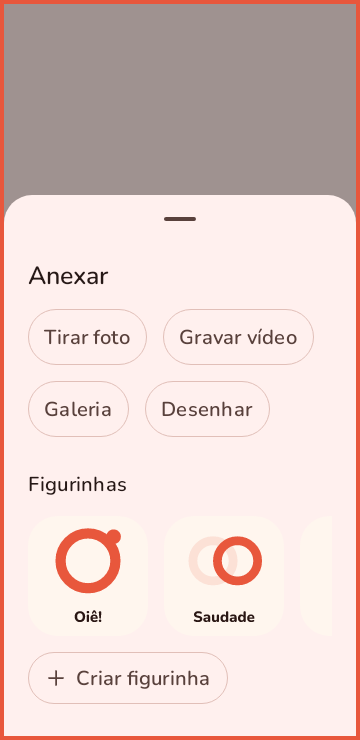 Anexar
Tirar foto
Gravar vídeo
Galeria
Desenhar
Figurinhas
Oiê!
Saudade
Criar figurinha